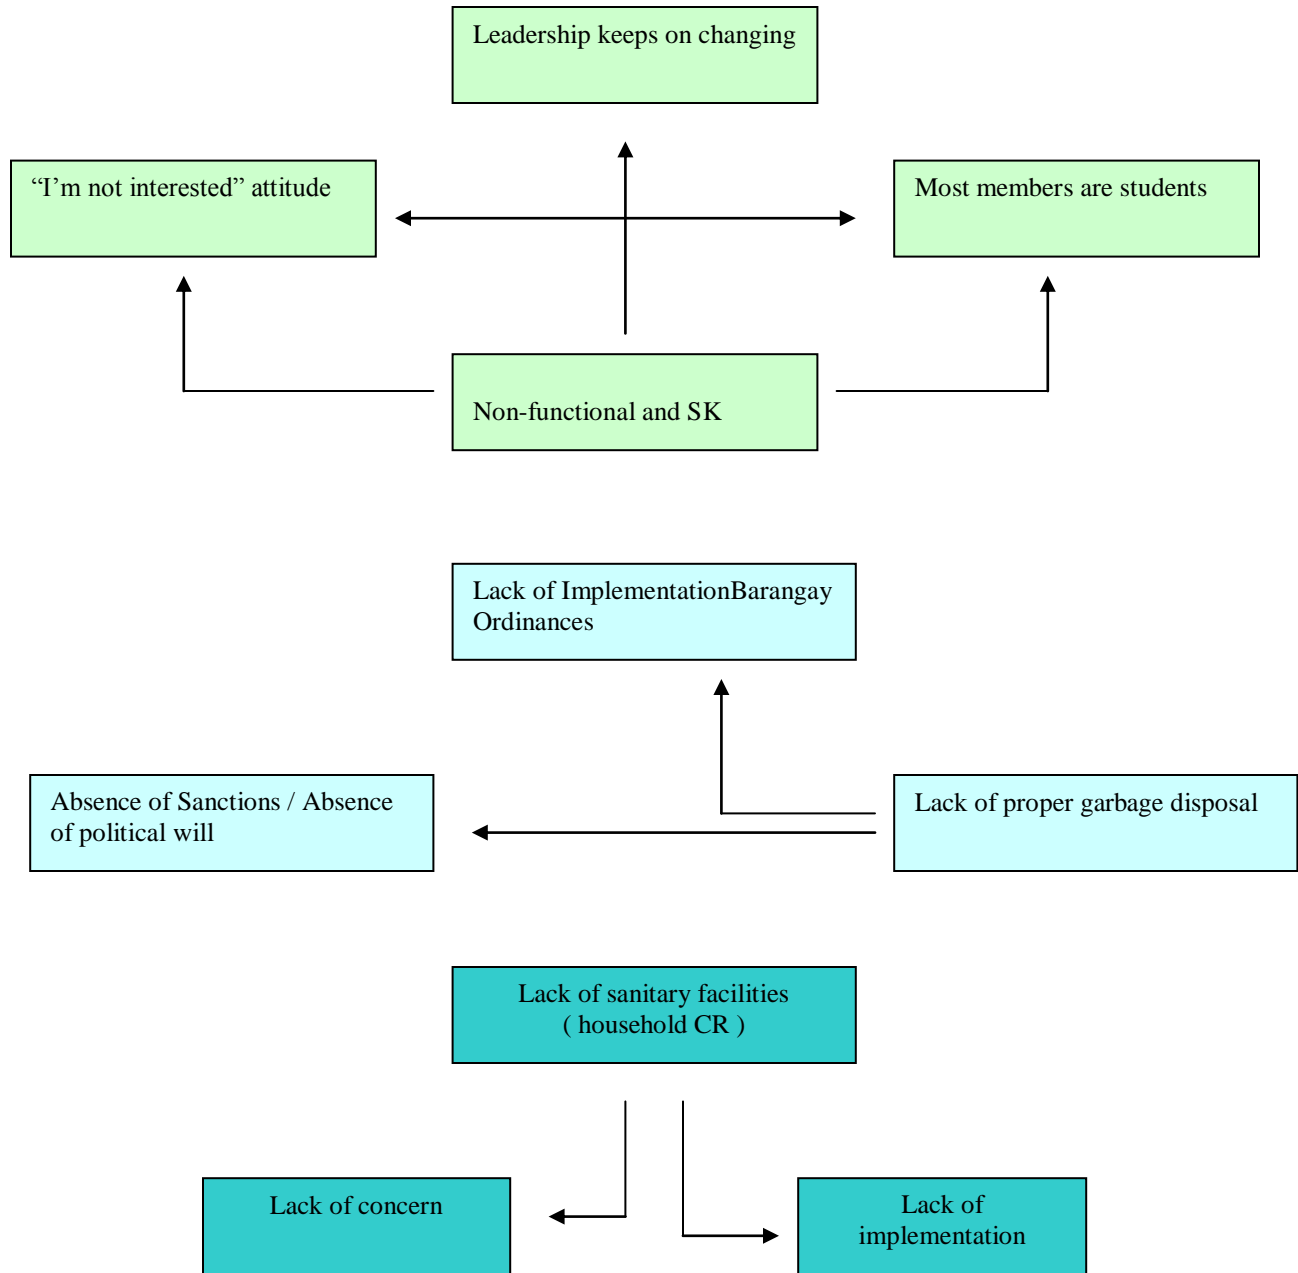 Leadership keeps on changing
“I’m not interested” attitude
Most members are students
Non-functional and SK
Lack of ImplementationBarangay
Ordinances
Absence of Sanctions / Absence
of political will
Lack of proper garbage disposal
Lack of sanitary facilities
( household CR )
Lack of concern
Lack of
implementation